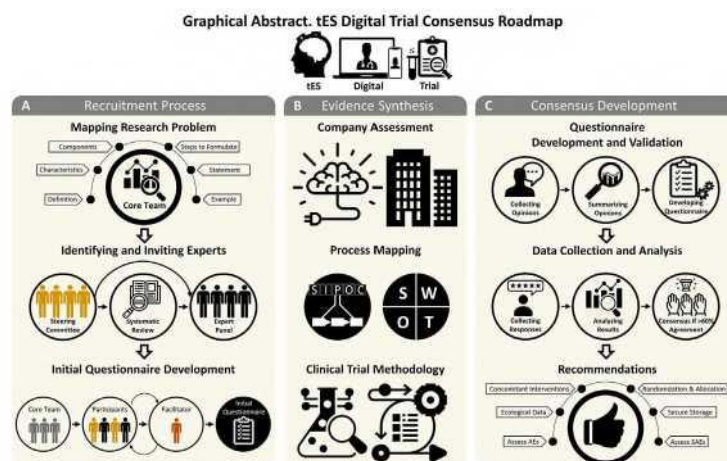 Graphical Abstract. tES Digital Trial Consensus Roadmap
tES Digital Trial
A Recruitment Process
Mapping Research Problem
Components
Steps to Formulate
Characteristics
Statement
Definition
Example
Core Team
Identifying and Inviting Experts
Steering
Committee
Systematic
Review
Expert
Panel
Initial Questionnaire Development
Core Team
Participants
Facilitator
Initial
Questionnaire
B Evidence Synthesis
Company Assessment
Process Mapping
SIPOC
S W
O T
Clinical Trial Methodology
C Consensus Development
Questionnaire
Development and Validation
Collecting
Opinions
Summarizing
Opinions
Developing
Questionnaire
Data Collection and Analysis
Collecting
Responses
Analyzing
Results
Consensus if >60%
Agreement
Recommendations
Concomitant Interventions
Randomization & Allocation
Ecological Data
Secure Storage
Assess AEs
Assess SAEs